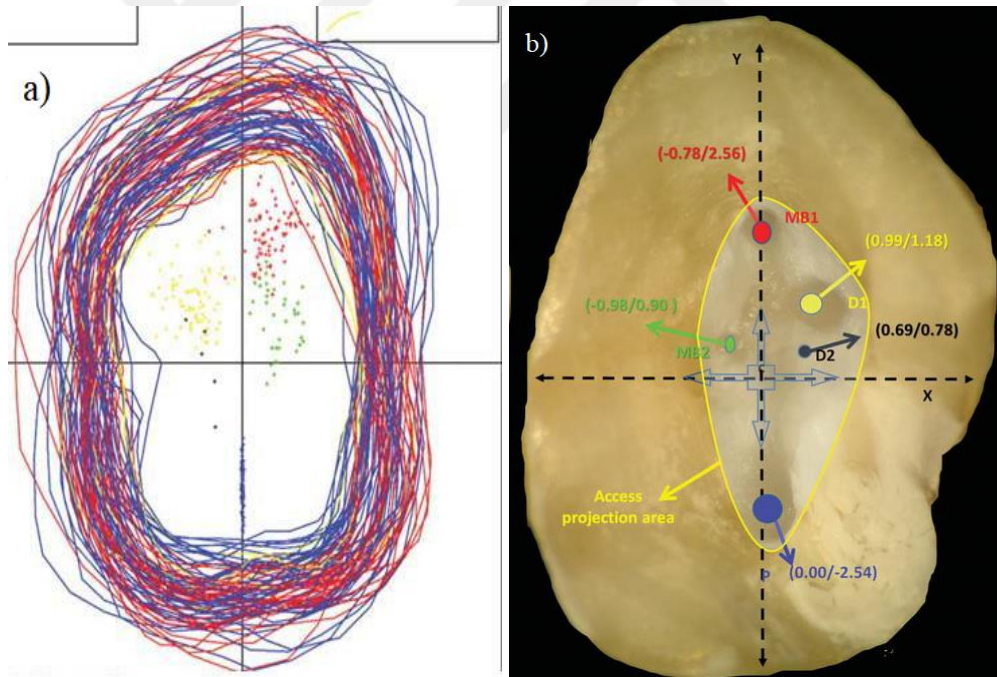 a)
b)
Y
(-0.78/2.56)
MB1
(0.99/1.18)
D1
(-0.98/0.90 )
(0.69/0.78)
MB2
D2
X
Access
projection area
P
(0.00/-2.54)